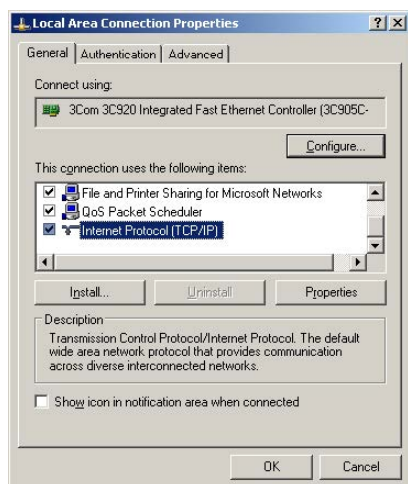 Local Area Connection Properties
General Authentication Advanced
Connect using:
3Com 3C920 Integrated Fast Ethernet Controller (3C905C-
Configure...
This connection uses the following items:
File and Printer Sharing for Microsoft Networks
QoS Packet Scheduler
Internet Protocol (TCP/IP)
Install... Uninstall Properties
Description
Transmission Control Protocol/Internet Protocol. The default
wide area network protocol that provides communication
across diverse interconnected networks.
Show icon in notification area when connected
OK Cancel